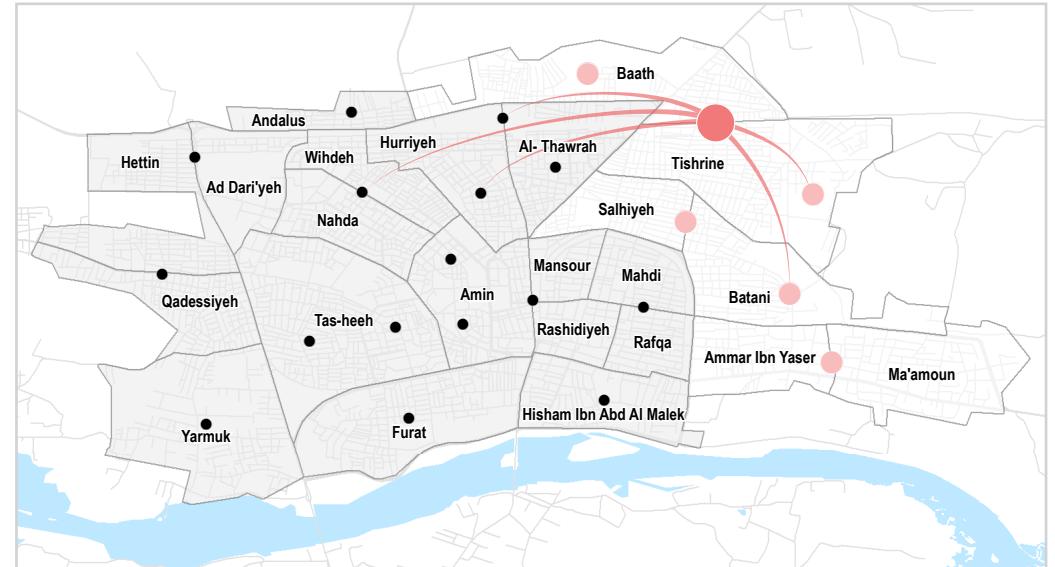 Baath
Andalus
Hurriyeh
Al- Thawrah
Wihdeh
Hettin
Tishrine
Ad Dari'yeh
Salhiyeh
Nahda
Mansour
Mahdi
Amin
Batani
Qadessiyeh
Tas-heeh
Rashidiyeh
Rafqa
Ammar Ibn Yaser
Ma'amoun
Hisham Ibn Abd Al Malek
Furat
Yarmuk